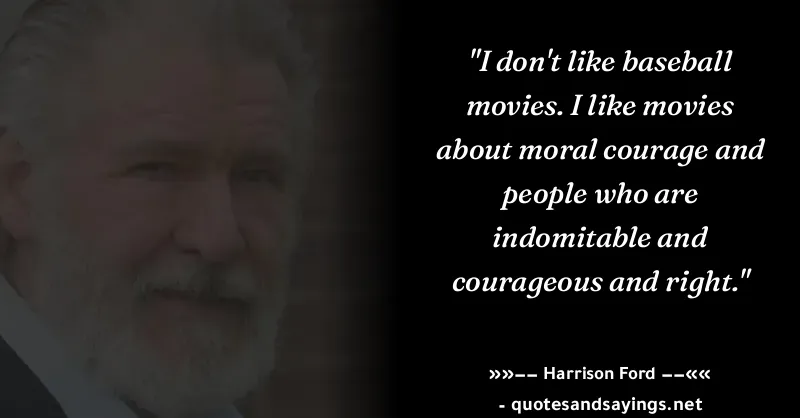 "I don't like baseball
movies. I like movies
about moral courage and
people who are
indomitable and
courageous and right."
»»−− Harrison Ford −−««
- quotesandsayings.net